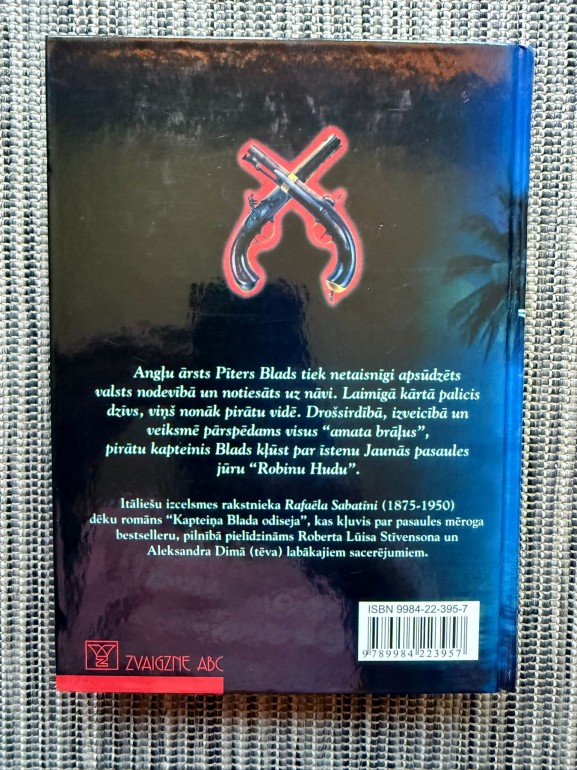 Angļu ārsts Pīters Blads tiek netaisnīgi apsūdzēts
valsts nodevībā un notiesāts uz nāvi. Laimīgā kārtā palicis
dzīvs, viņš nonāk pirātu vidē. Drošsirdībā, izveicībā un
veiksmē pārspēdams visus “amata brāļus”,
pirātu kapteinis Blads kļūst par īstenu Jaunās pasaules
jūru “Robinu Hudu”.
Itāliešu izcelsmes rakstnieka Rafaēla Sabatīni (1875-1950)
dēku romāns “Kapteiņa Blada odiseja”, kas kļuvis par pasaules mēroga
bestselleru, pilnībā pielīdzināms Roberta Lūisa Stīvensona un
Aleksandra Dimā (tēva) labākajiem sacerējumiem.
ISBN 9984-22-395-7
9 789984 223957
ZVAIGZNE ABC